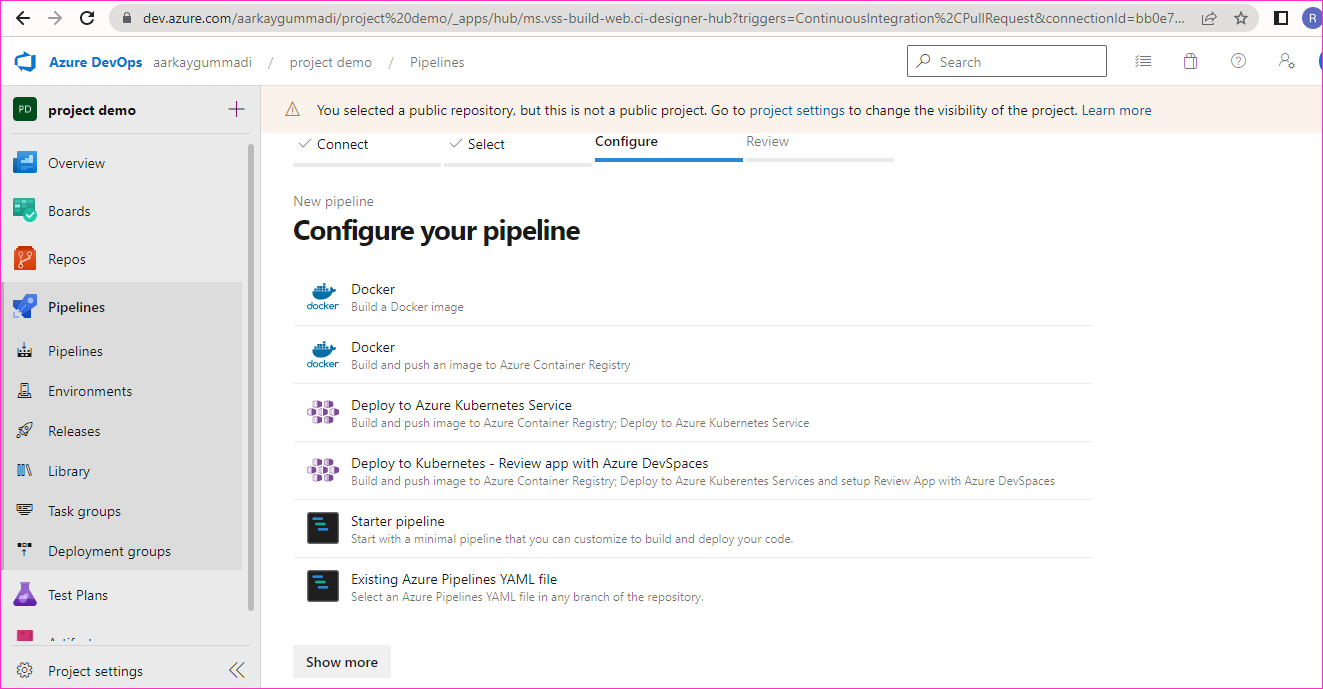 dev.azure.com/aarkaygummadi/project%20demo/_apps/hub/ms.vss-build-web.ci-designer-hub?triggers=ContinuousIntegration%2CPullRequest&connectionId=bb0e7...
R
Azure DevOps aarkaygummadi / project demo / Pipelines
Search
PD project demo
You selected a public repository, but this is not a public project. Go to project settings to change the visibility of the project. Learn more
Overview
Boards
Repos
Pipelines
Pipelines
Environments
Releases
Library
Task groups
Deployment groups
Test Plans
Project settings
Connect
Select
Configure
Review
New pipeline
Configure your pipeline
docker
Docker
Build a Docker image
docker
Docker
Build and push an image to Azure Container Registry
Deploy to Azure Kubernetes Service
Build and push image to Azure Container Registry; Deploy to Azure Kubernetes Service
Deploy to Kubernetes - Review app with Azure DevSpaces
Build and push image to Azure Container Registry; Deploy to Azure Kuberentes Services and setup Review App with Azure DevSpaces
Starter pipeline
Start with a minimal pipeline that you can customize to build and deploy your code.
Existing Azure Pipelines YAML file
Select an Azure Pipelines YAML file in any branch of the repository.
Show more